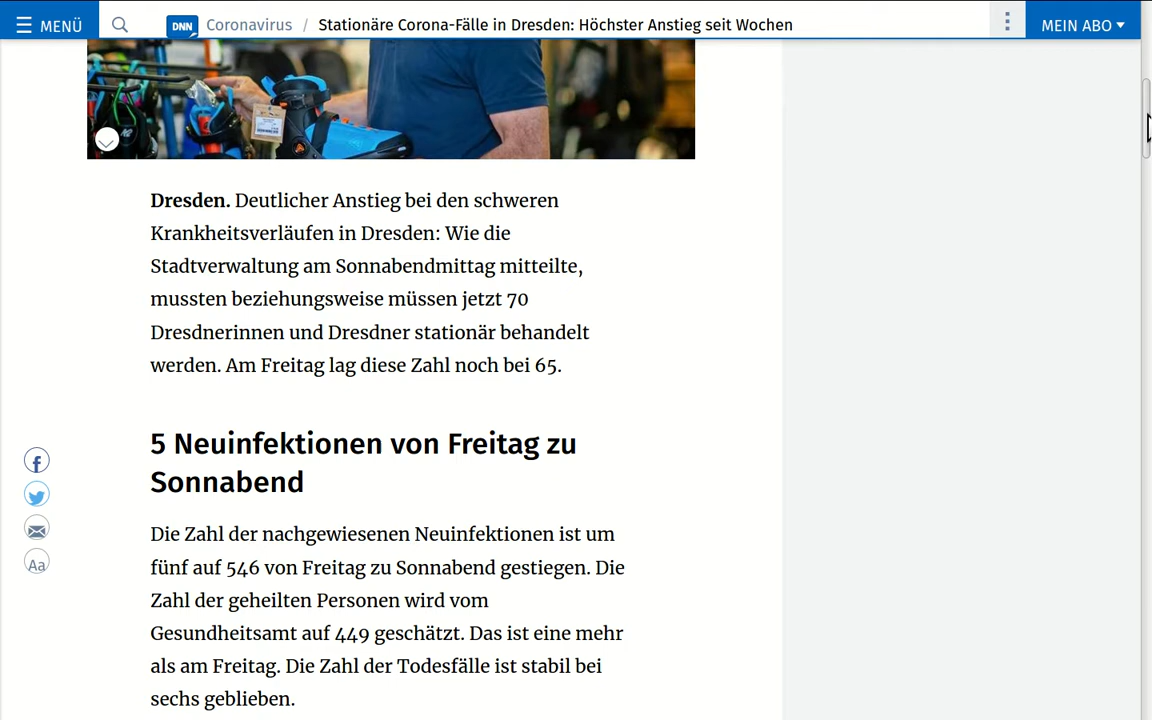 MENÜ
DNN
Coronavirus / Stationäre Corona-Fälle in Dresden: Höchster Anstieg seit Wochen
MEIN ABO
Dresden. Deutlicher Anstieg bei den schweren
Krankheitsverläufen in Dresden: Wie die
Stadtverwaltung am Sonnabendmittag mitteilte,
mussten beziehungsweise müssen jetzt 70
Dresdnerinnen und Dresdner stationär behandelt
werden. Am Freitag lag diese Zahl noch bei 65.
5 Neuinfektionen von Freitag zu
Sonnabend
Die Zahl der nachgewiesenen Neuinfektionen ist um
fünf auf 546 von Freitag zu Sonnabend gestiegen. Die
Zahl der geheilten Personen wird vom
Gesundheitsamt auf 449 geschätzt. Das ist eine mehr
als am Freitag. Die Zahl der Todesfälle ist stabil bei
sechs geblieben.
Aa